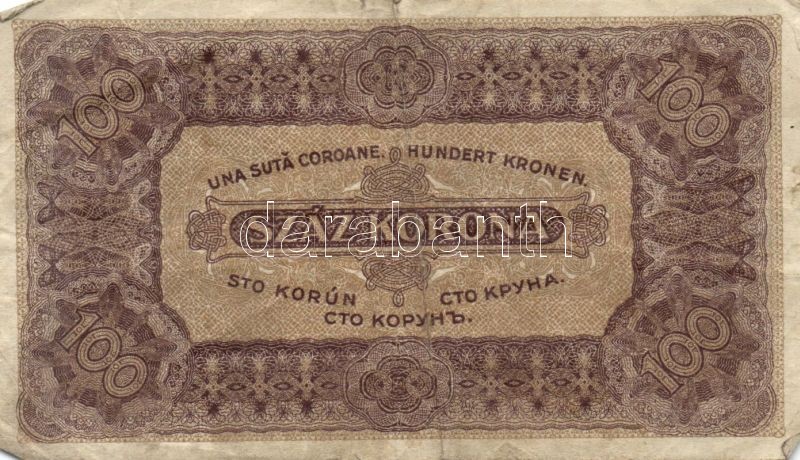 100 100
UNA SUTĂ COROANE. HUNDERT KRONEN.
SZÁZ KORONA
darabanth
STO KORÚN СТО КРУНА.
СТО КОРУНЪ.
100 100